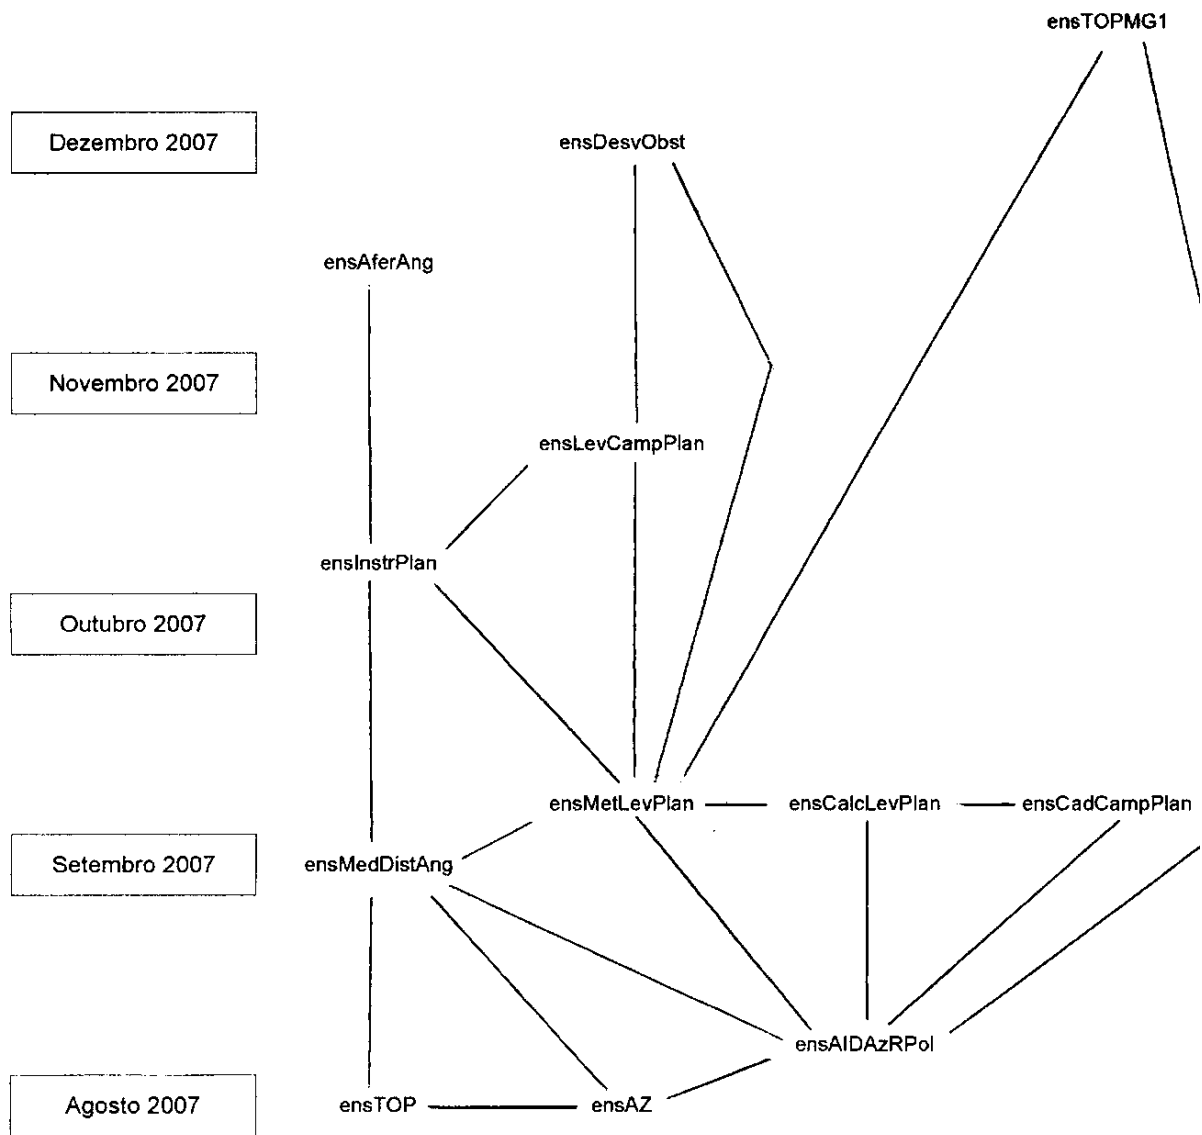 ensTOPMG1
Dezembro 2007
ensDesvObst
ensAferAng
Novembro 2007
ensLevCampPlan
ensInstrPlan
Outubro 2007
ensMetLevPlan
ensCalcLevPlan
ensCadCampPlan
Setembro 2007
ensMedDistAng
ensAIDAzRPol
Agosto 2007
ensTOP
ensAZ